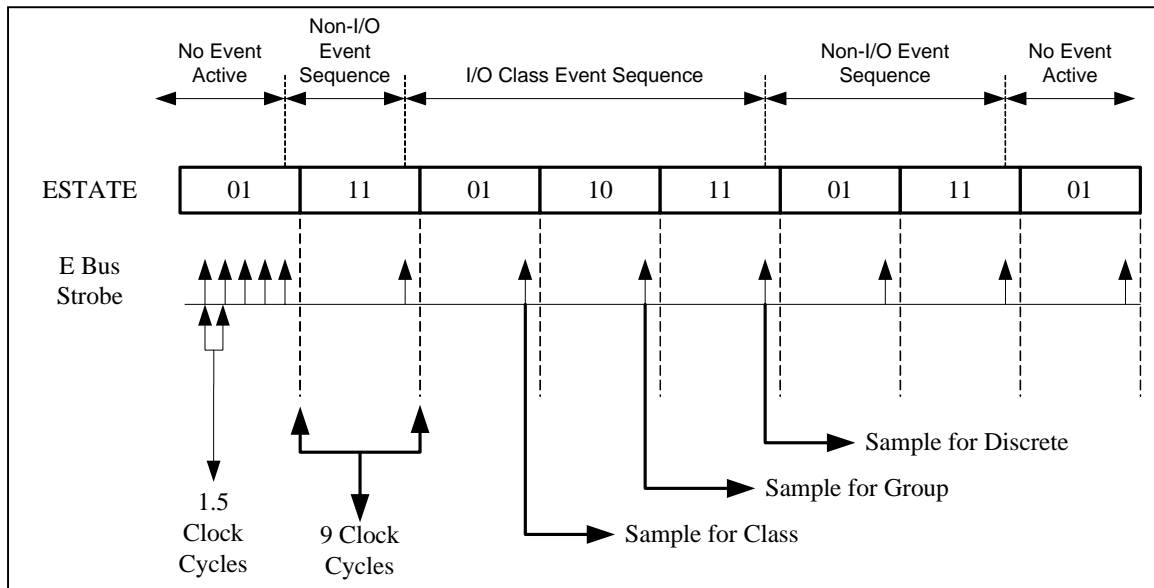 No Event
Active
Non-I/O
Event
Sequence
I/O Class Event Sequence
Non-I/O Event
Sequence
No Event
Active
ESTATE
01
11
01
10
11
01
11
01
E Bus
Strobe
1.5
Clock
Cycles
9 Clock
Cycles
Sample for Discrete
Sample for Group
Sample for Class